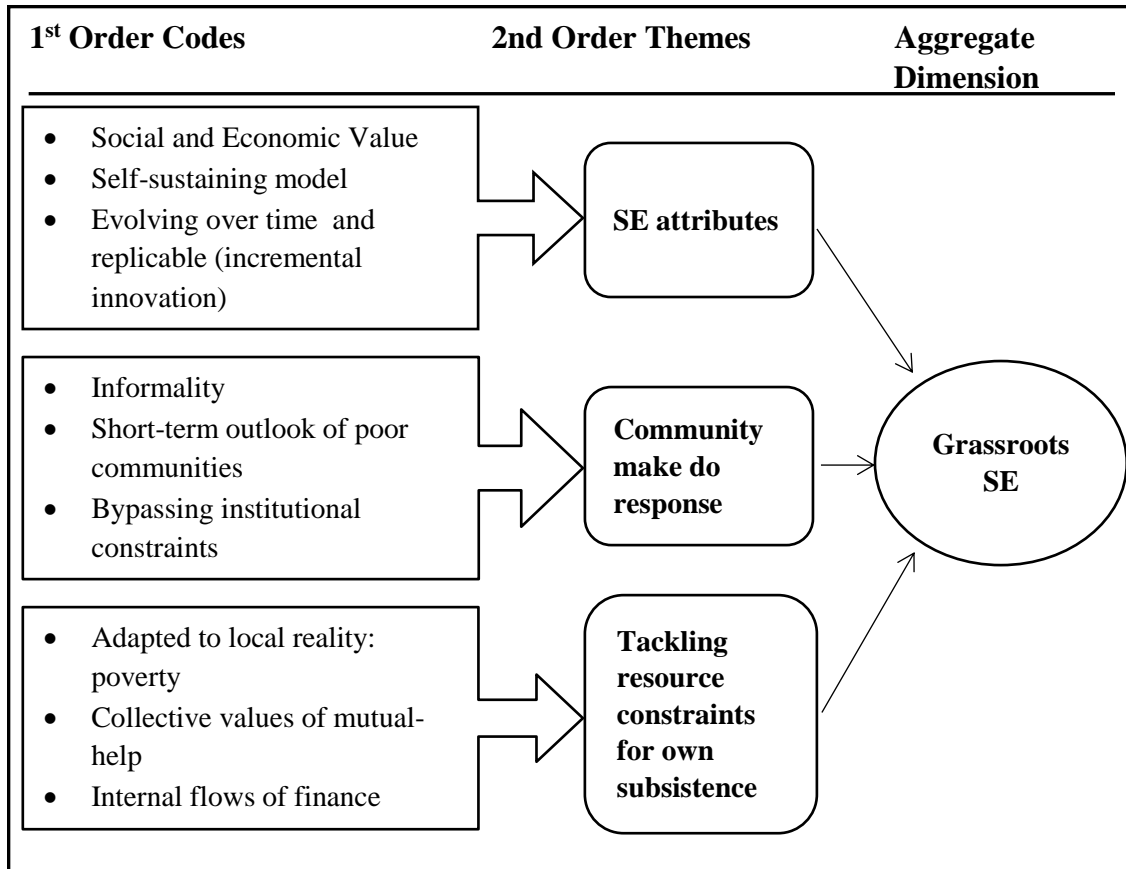 1st Order Codes
2nd Order Themes
Aggregate
Dimension
• Social and Economic Value
• Self-sustaining model
• Evolving over time and
replicable (incremental
innovation)
SE attributes
• Informality
• Short-term outlook of poor
communities
• Bypassing institutional
constraints
Community
make do
response
Grassroots
SE
• Adapted to local reality:
poverty
• Collective values of mutual-
help
• Internal flows of finance
Tackling
resource
constraints
for own
subsistence